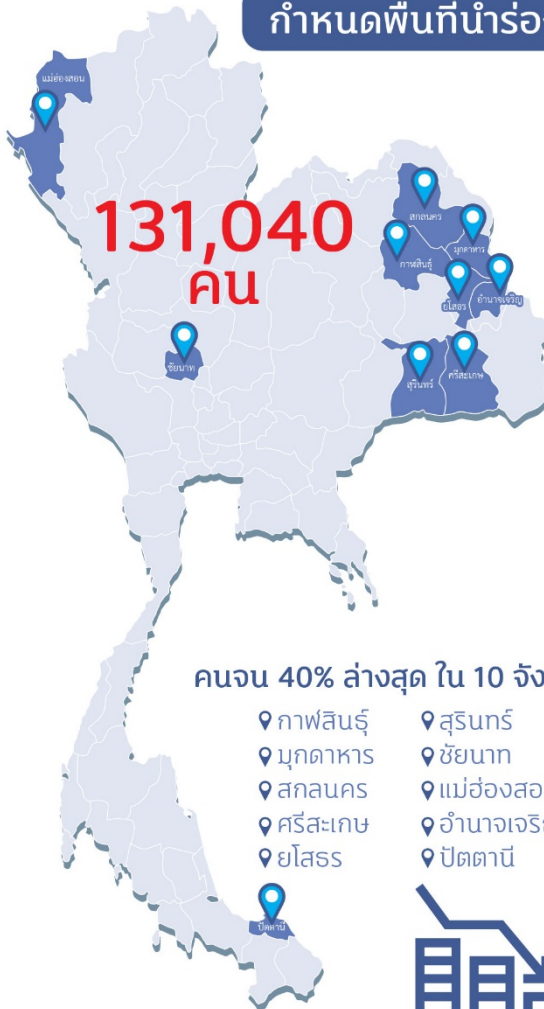 กำหนดพื้นที่นำร่อง
แม่ฮ่องสอน
131,040
คน
สกลนคร
มุกดาหาร
กาฬสินธุ์
ยโสธร
อำนาจเจริญ
ชัยนาท
สุรินทร์
ศรีสะเกษ
คนจน 40% ล่างสุด ใน 10 จัง
กาฬสินธุ์
สุรินทร์
มุกดาหาร
ชัยนาท
สกลนคร
แม่ฮ่องสอ
ศรีสะเกษ
อำนาจเจริ
ยโสธร
ปัตตานี
ปัตตานี